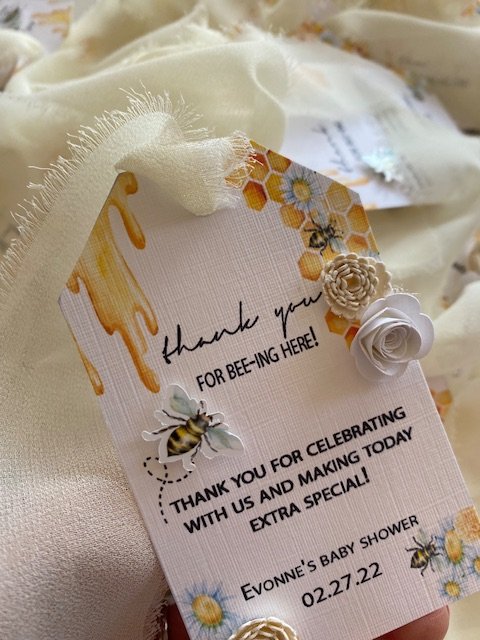 thank you
FOR BEE-ING HERE!
THANK YOU FOR CELEBRATING
WITH US AND MAKING TODAY
EXTRA SPECIAL!
EVONNE'S BABY SHOWER
02.27.22